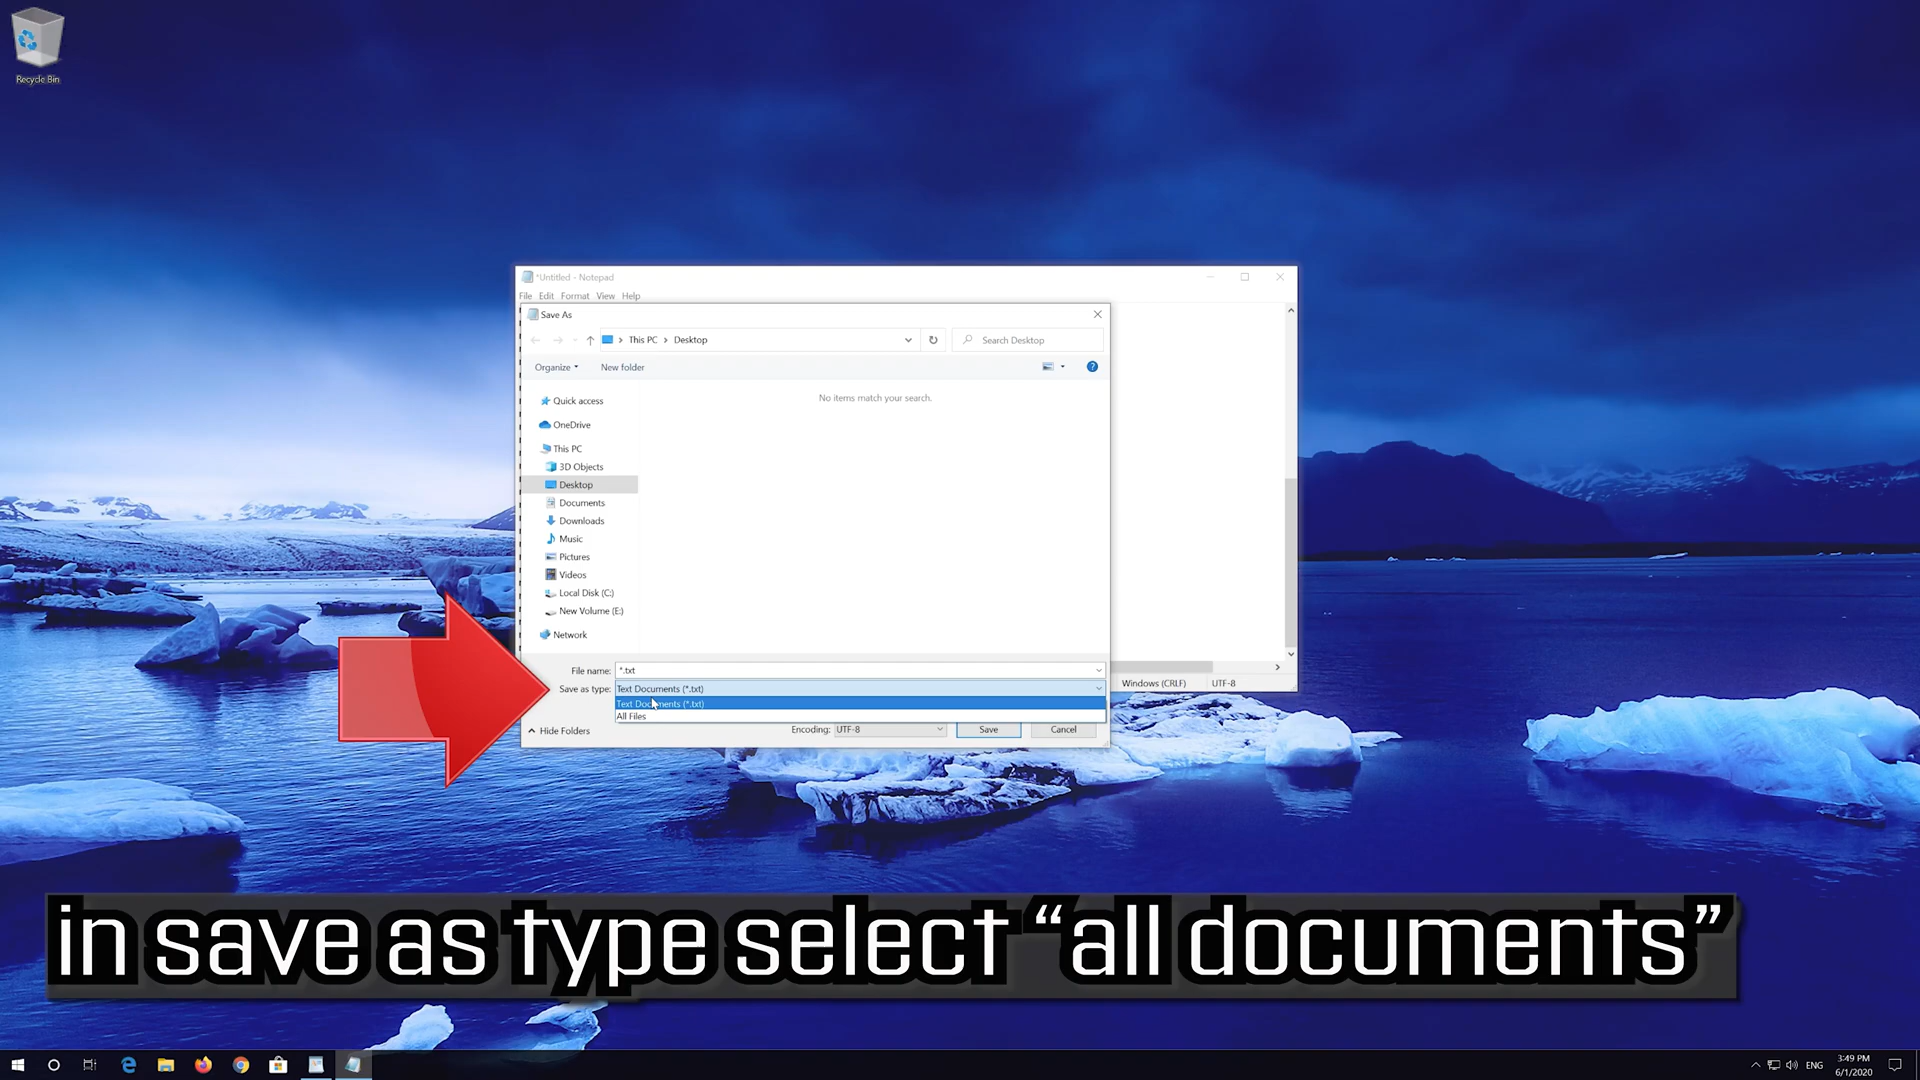 Recycle Bin
*Untitled - Notepad
File Edit Format View Help
Save As
This PC > Desktop
Search Desktop
Organize
New folder
Quick access
No items match your search.
OneDrive
This PC
3D Objects
Desktop
Documents
Downloads
Music
Pictures
Videos
Local Disk (C:)
New Volume (E:)
Network
File name: *.txt
Save as type: Text Documents (*.txt)
Text Documents (*.txt)
All Files
Hide Folders
Encoding: UTF-8
Save
Cancel
Windows (CRLF)
UTF-8
in save as type select “all documents”
ENG
3:49 PM
6/1/2020